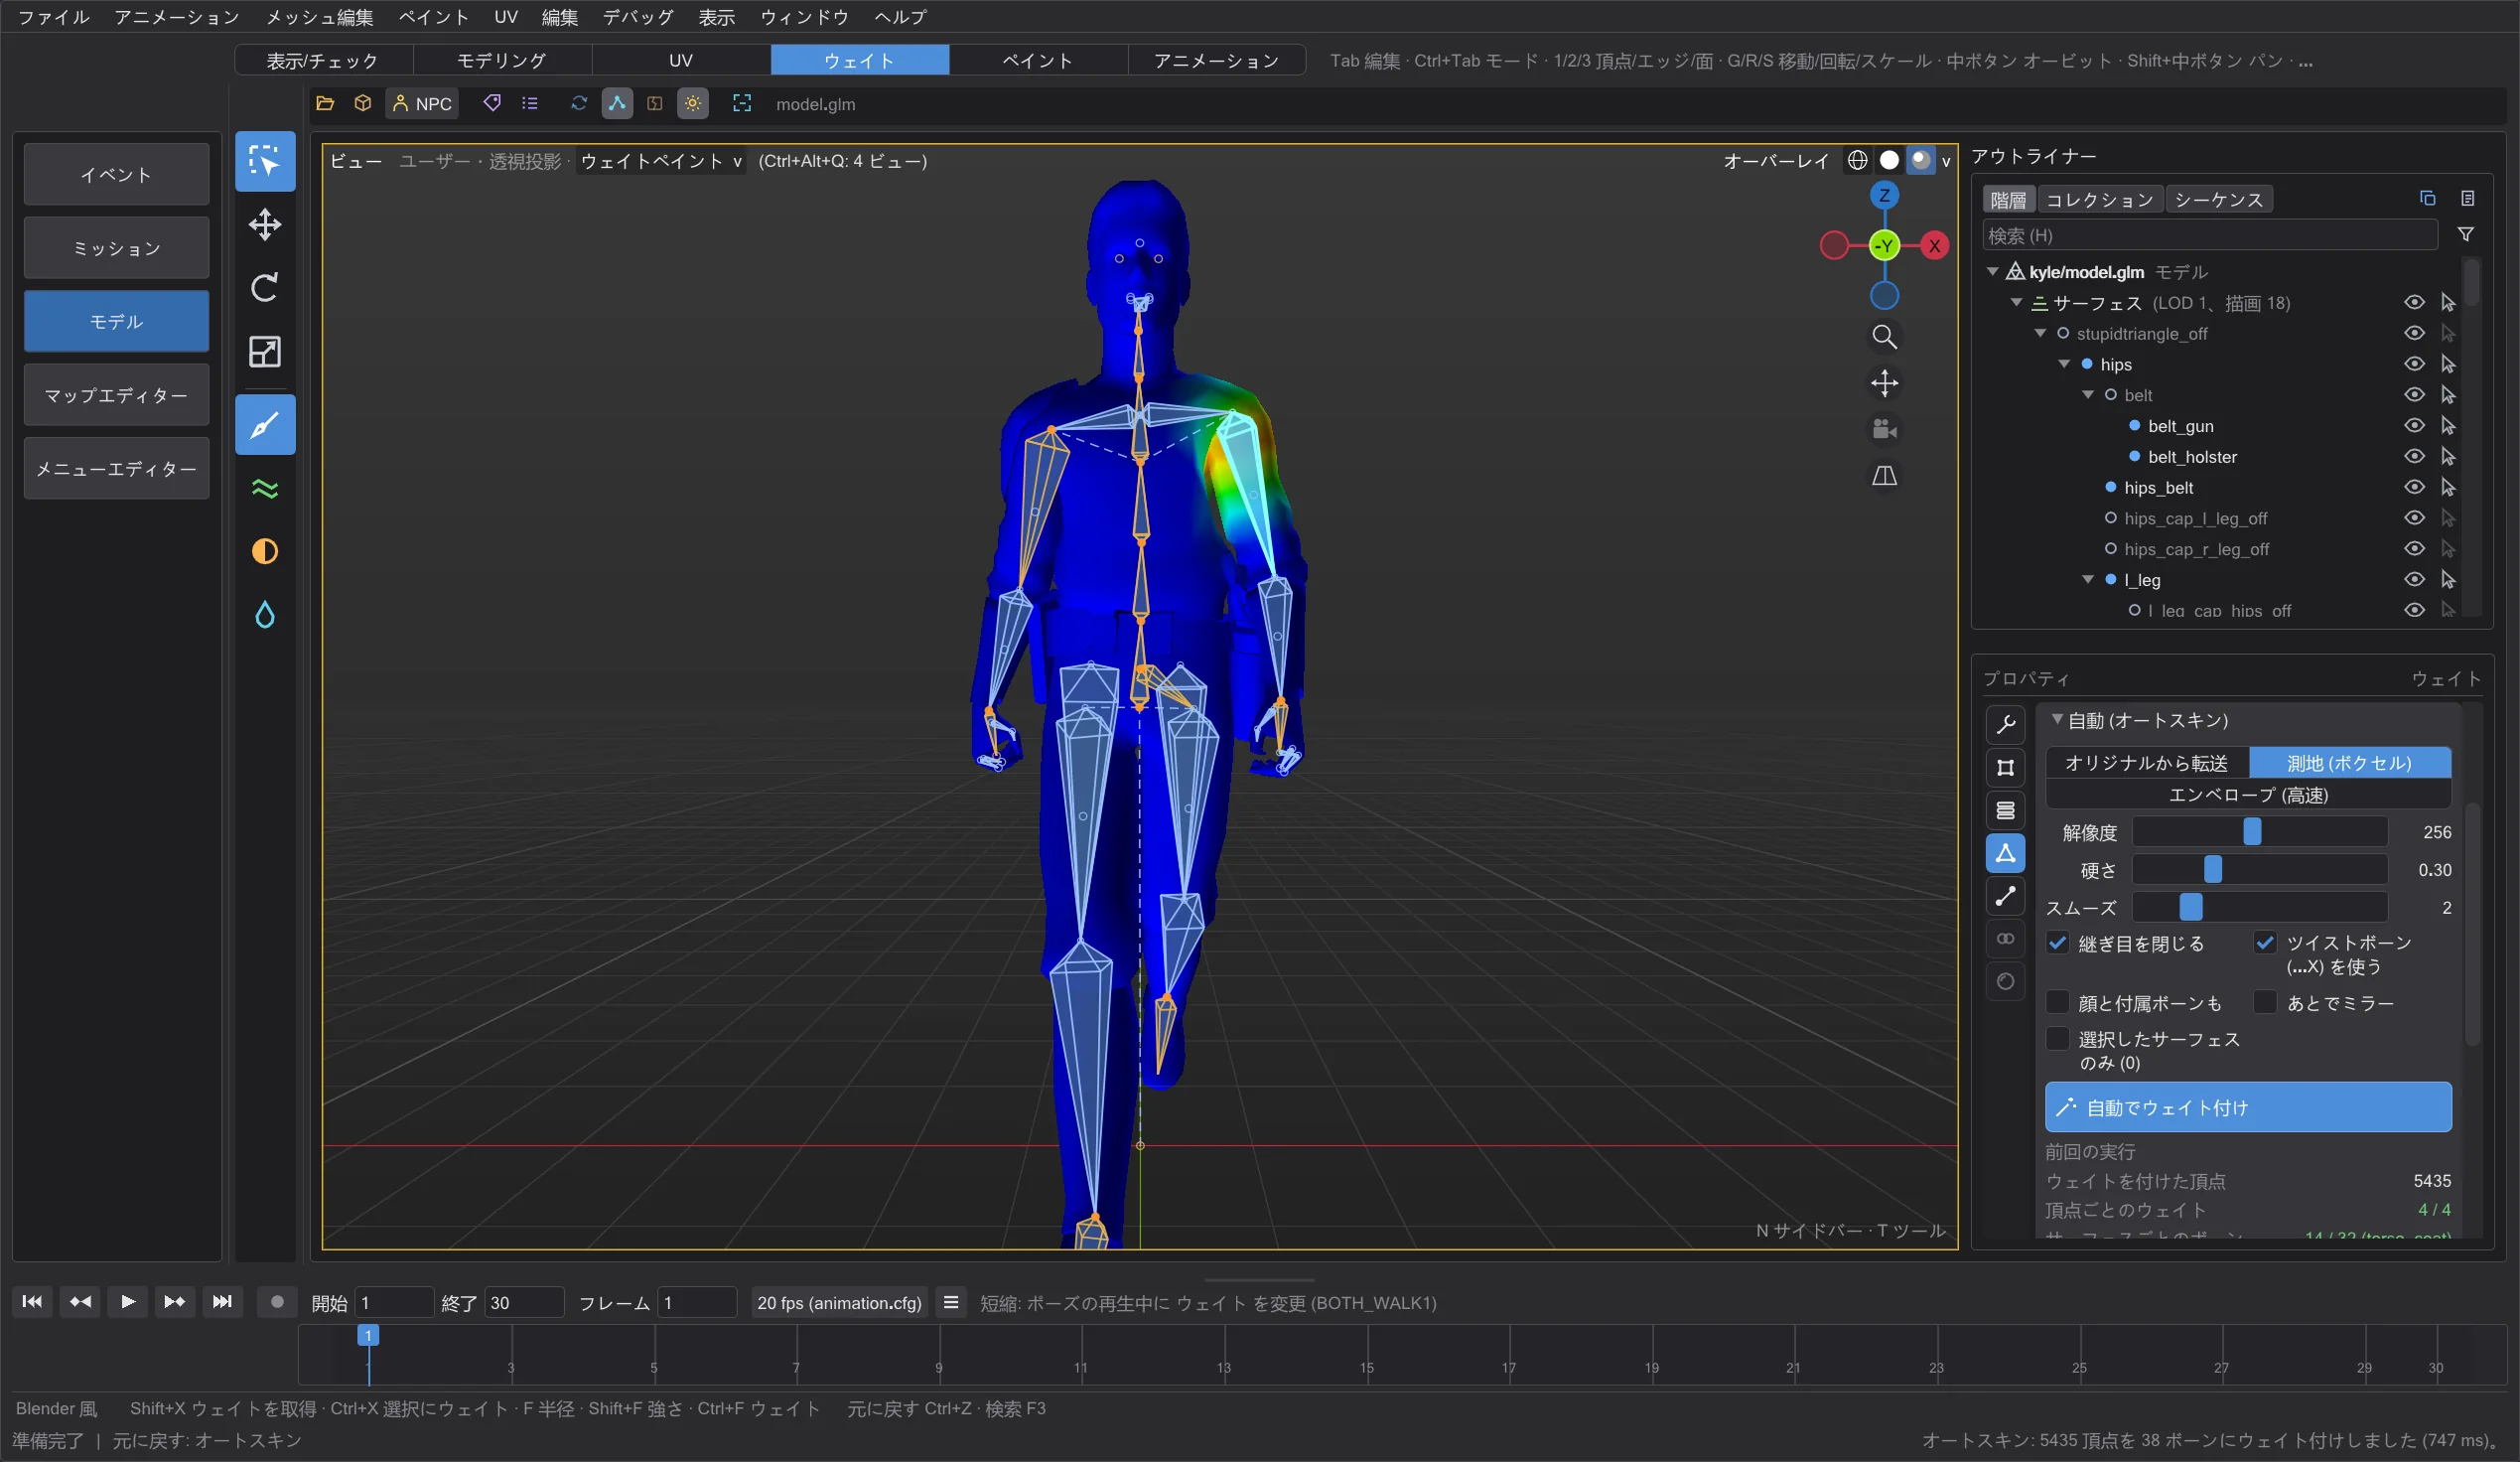 ファイル アニメーション メッシュ編集 ペイント UV 編集 デバッグ 表示 ウィンドウ ヘルプ
表示/チェック モデリング UV ウェイト ペイント アニメーション Tab 編集 · Ctrl+Tab モード · 1/2/3 頂点/エッジ/面 · G/R/S 移動/回転/スケール · 中ボタン オービット · Shift+中ボタン パン · ...
NPC model.glm
イベント
ミッション
モデル
マップエディター
メニューエディター
ビュー ユーザー · 透視投影 · ウェイトペイント v (Ctrl+Alt+Q: 4 ビュー)
オーバーレイ v
Z
-Y
X
N サイドバー · T ツール
アウトライナー
階層 コレクション シーケンス
検索 (H)
kyle/model.glm モデル
サーフェス (LOD 1、描画 18)
stupidtriangle_off
hips
belt
belt_gun
belt_holster
hips_belt
hips_cap_l_leg_off
hips_cap_r_leg_off
l_leg
l_leg_cap_hips_off
プロパティ ウェイト
自動 (オートスキン)
オリジナルから転送 測地 (ボクセル)
エンベロープ (高速)
解像度 256
硬さ 0.30
スムーズ 2
継ぎ目を閉じる ツイストボーン
(...X) を使う
顔と付属ボーンも あとでミラー
選択したサーフェス
のみ (0)
自動でウェイト付け
前回の実行
ウェイトを付けた頂点 5435
頂点ごとのウェイト 4 / 4
サーフェスごとのボーン 14 / 32 (torso_coat)
開始 1 終了 30 フレーム 1 20 fps (animation.cfg) 短縮: ポーズの再生中に ウェイト を変更 (BOTH_WALK1)
1
1 3 5 7 9 11 13 15 17 19 21 23 25 27 29 30
Blender 風 Shift+X ウェイトを取得 · Ctrl+X 選択にウェイト · F 半径 · Shift+F 強さ · Ctrl+F ウェイト 元に戻す Ctrl+Z · 検索 F3
準備完了 | 元に戻す: オートスキン
オートスキン: 5435 頂点を 38 ボーンにウェイト付けしました (747 ms)。